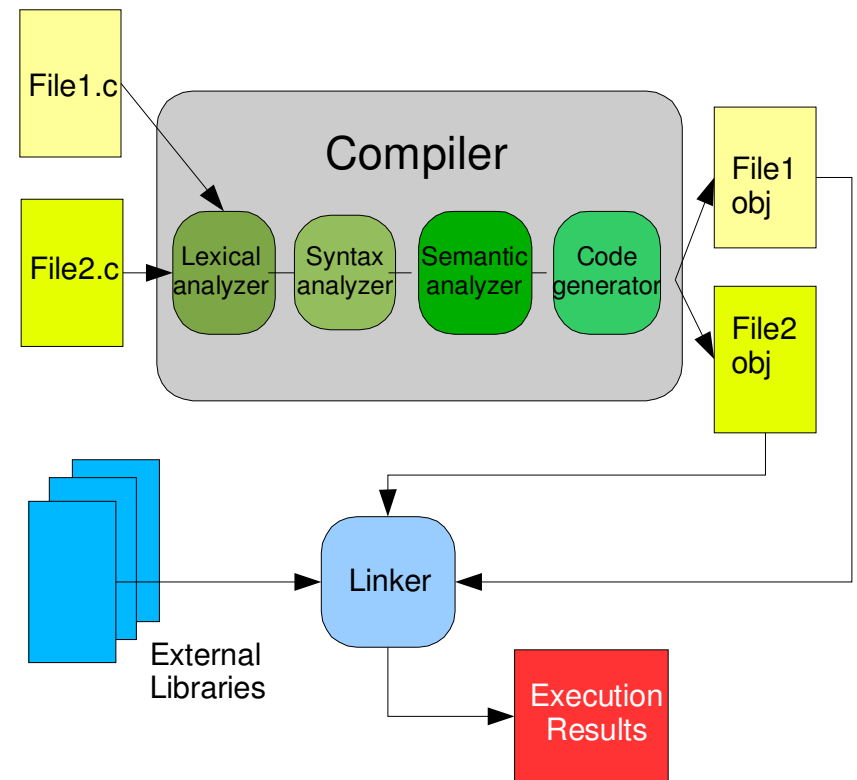 File1.c
Compiler
File1
obj
File2.c
Lexical
analyzer
Syntax
analyzer
Semantic
analyzer
Code
generator
File2
obj
Linker
External
Libraries
Execution
Results